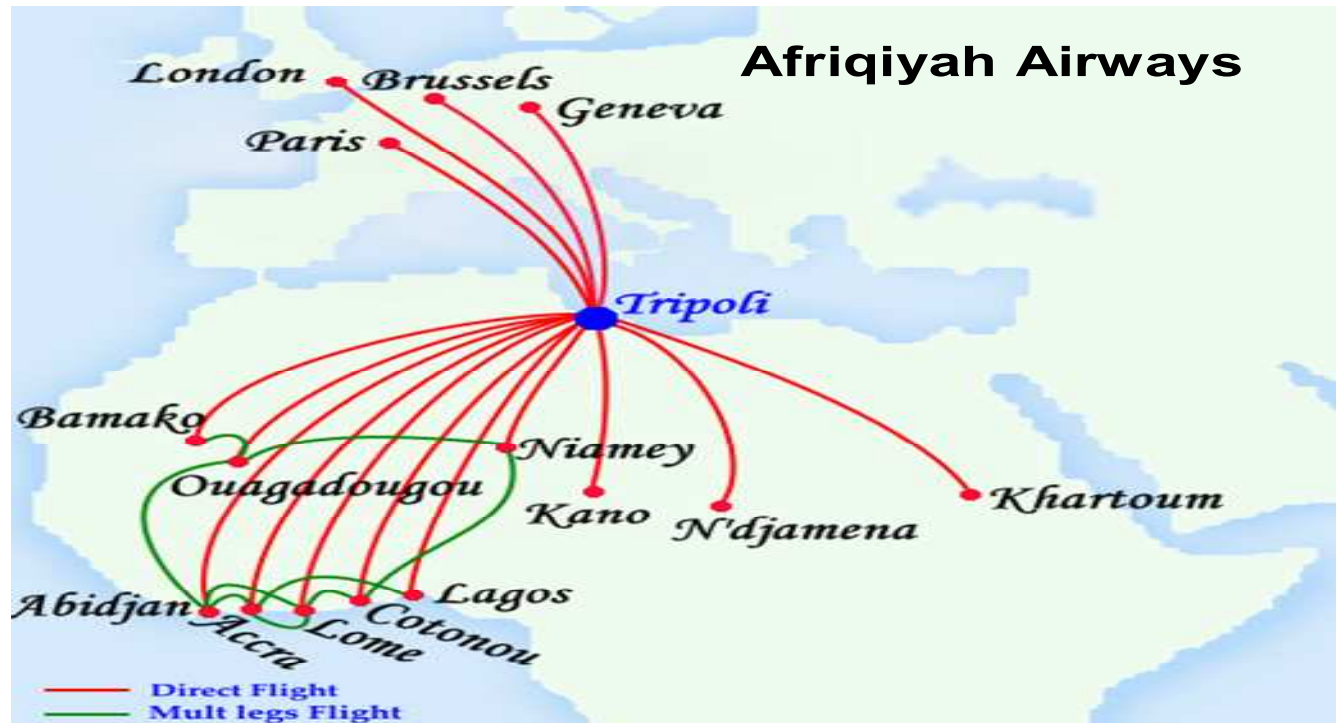 Afriqiyah Airways
London
Brussels
Geneva
Paris
Tripoli
Bamako
Niamey
Ouagadougou
Kano
N'djamena
Khartoum
Abidjan
Accra
Lome
Cotonou
Lagos
Direct Flight
Mult legs Flight